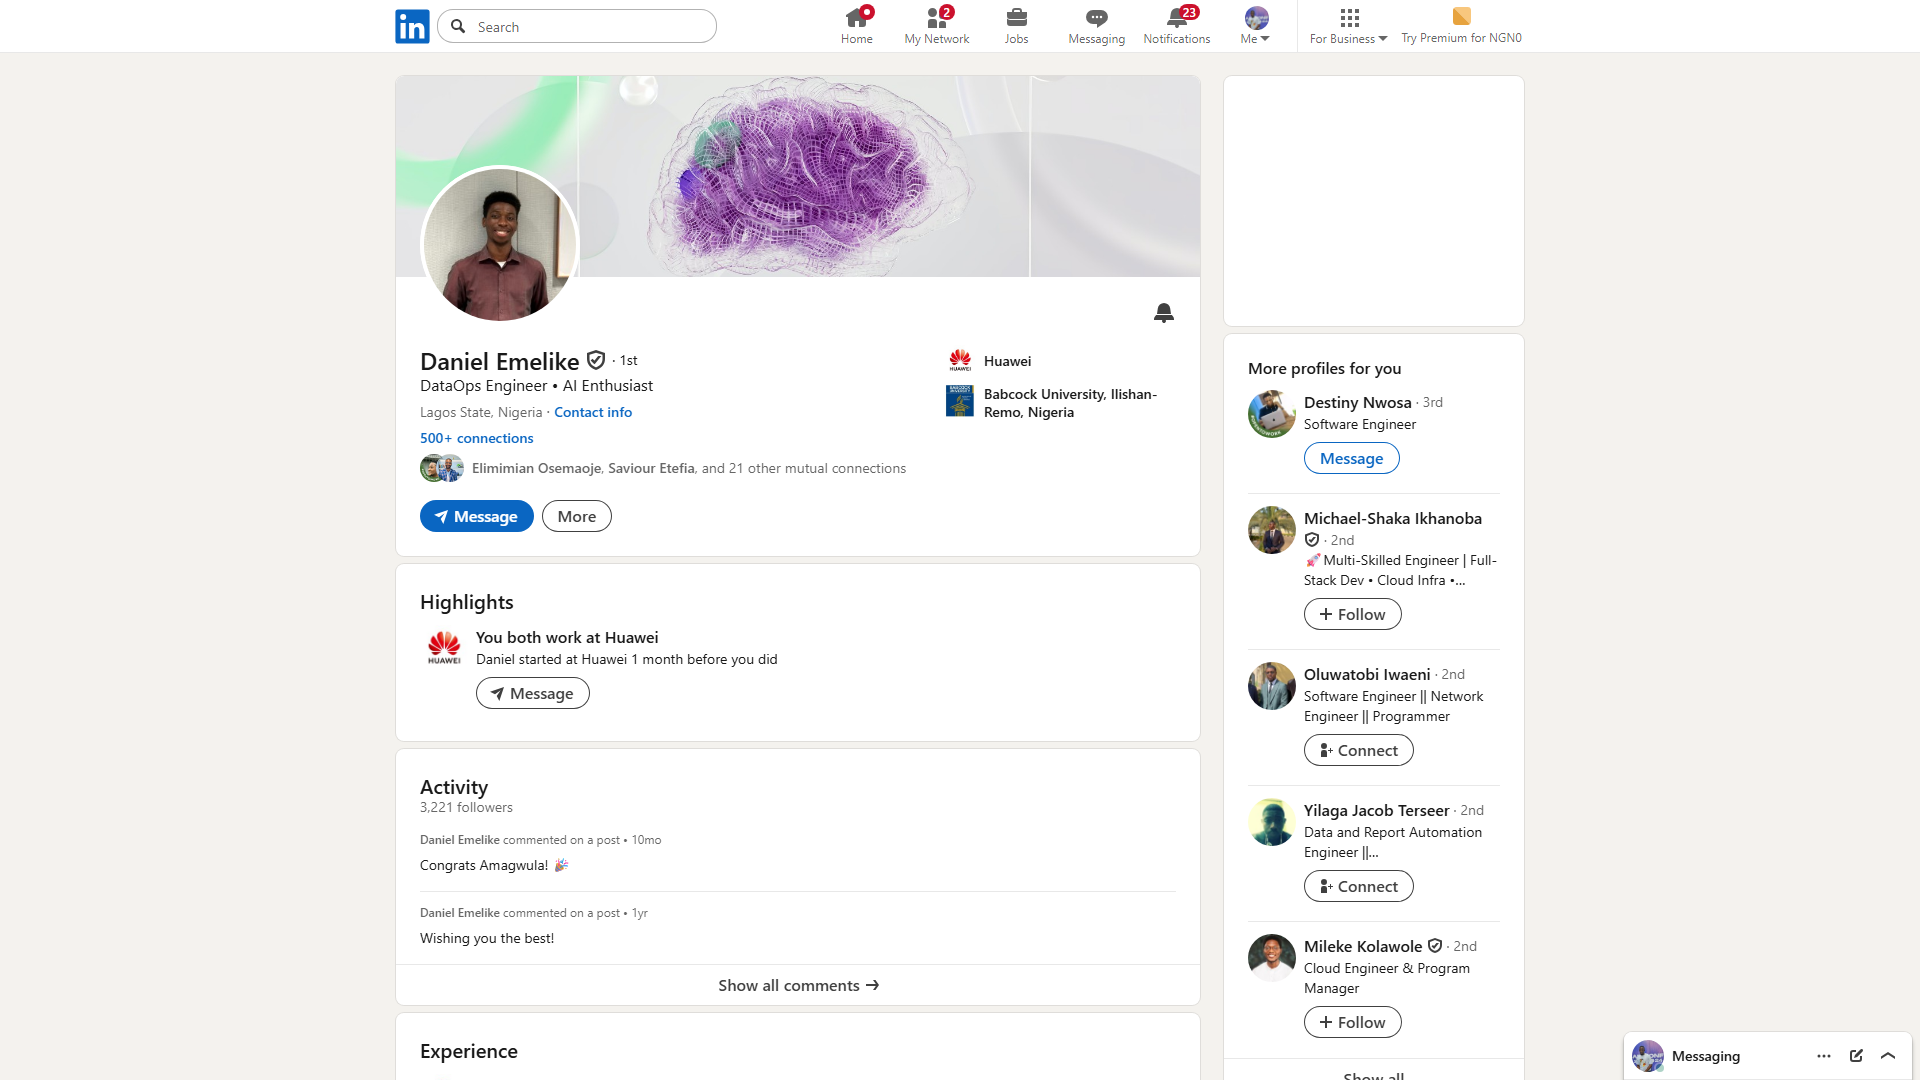 in
Search
Home
2
My Network
Jobs
Messaging
23
Notifications
Me
For Business
Try Premium for NGN0
Daniel Emelike · 1st
DataOps Engineer • AI Enthusiast
Lagos State, Nigeria · Contact info
500+ connections
Elimimian Osemaoje, Saviour Etefia, and 21 other mutual connections
Message
More
HUAWEI
Huawei
Babcock University, Ilishan-
Remo, Nigeria
Highlights
HUAWEI
You both work at Huawei
Daniel started at Huawei 1 month before you did
Message
Activity
3,221 followers
Daniel Emelike commented on a post • 10mo
Congrats Amagwula! 🎉
Daniel Emelike commented on a post • 1yr
Wishing you the best!
Show all comments →
Experience
More profiles for you
Destiny Nwosa · 3rd
Software Engineer
Message
Michael-Shaka Ikhanoba
· 2nd
🚀Multi-Skilled Engineer | Full-
Stack Dev • Cloud Infra •...
+ Follow
Oluwatobi Iwaeni · 2nd
Software Engineer || Network
Engineer || Programmer
Connect
Yilaga Jacob Terseer · 2nd
Data and Report Automation
Engineer ||...
Connect
Mileke Kolawole · 2nd
Cloud Engineer & Program
Manager
+ Follow
Show all
Messaging